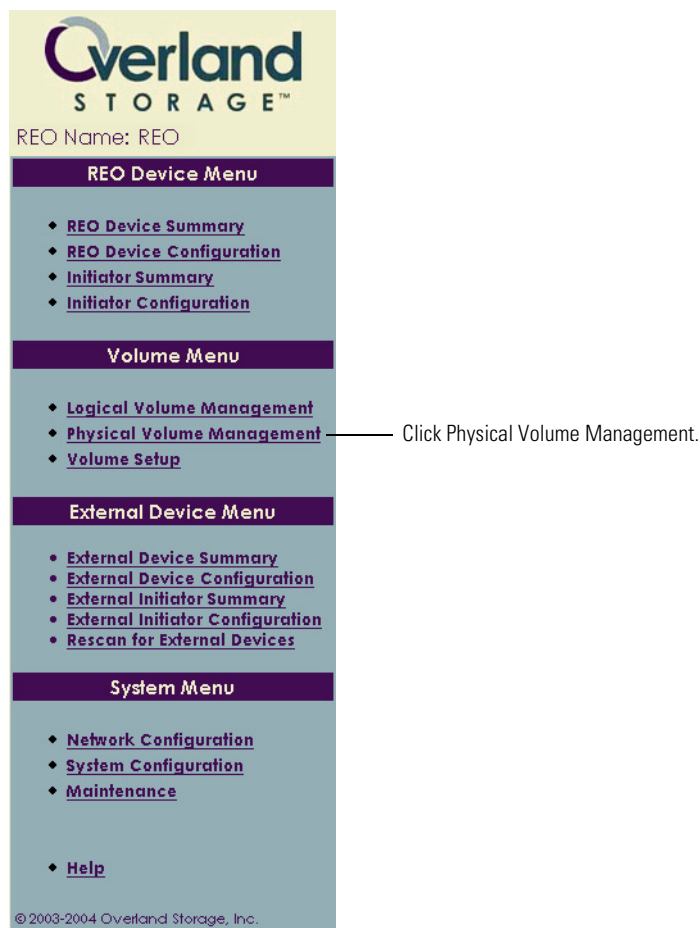 Overland
STORAGE™
REO Name: REO
REO Device Menu
REO Device Summary
REO Device Configuration
Initiator Summary
Initiator Configuration
Volume Menu
Logical Volume Management
Physical Volume Management
Click Physical Volume Management.
Volume Setup
External Device Menu
External Device Summary
External Device Configuration
External Initiator Summary
External Initiator Configuration
Rescan for External Devices
System Menu
Network Configuration
System Configuration
Maintenance
Help
© 2003-2004 Overland Storage, Inc.